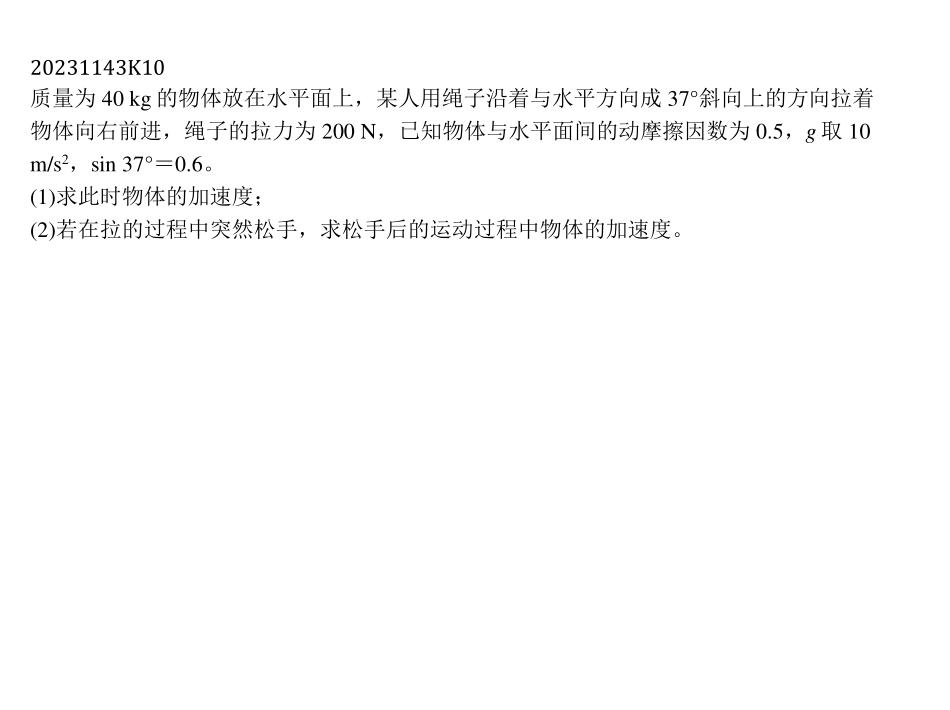 20231143K10
质量为 40 kg 的物体放在水平面上，某人用绳子沿着与水平方向成 37°斜向上的方向拉着
物体向右前进，绳子的拉力为 200 N，已知物体与水平面间的动摩擦因数为 0.5，g 取 10
m/s²，sin 37°＝0.6。
(1)求此时物体的加速度；
(2)若在拉的过程中突然松手，求松手后的运动过程中物体的加速度。